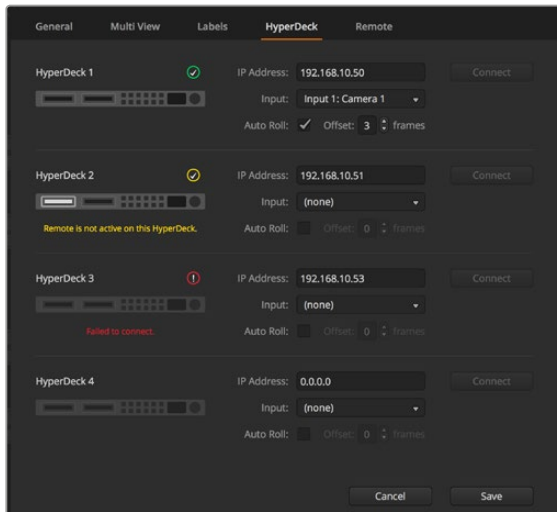 General Multi View Labels HyperDeck Remote
HyperDeck 1 IP Address: 192.168.10.50 Connect
Input: Input 1: Camera 1
Auto Roll: Offset: 3 frames
HyperDeck 2 IP Address: 192.168.10.51 Connect
Input: (none)
Remote is not active on this HyperDeck. Auto Roll: Offset: 0 frames
HyperDeck 3 IP Address: 192.168.10.53 Connect
Input: (none)
Failed to connect. Auto Roll: Offset: 0 frames
HyperDeck 4 IP Address: 0.0.0.0 Connect
Input: (none)
Auto Roll: Offset: 0 frames
Cancel Save